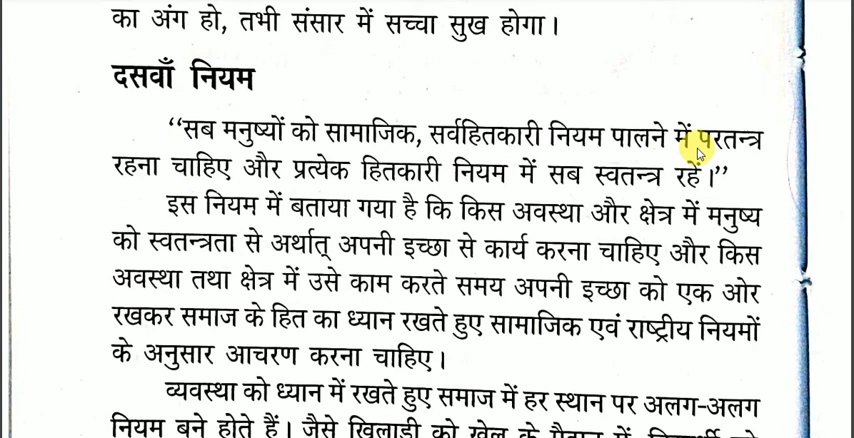 का अंग हो, तभी संसार में सच्चा सुख होगा।
दसवाँ नियम
“सब मनुष्यों को सामाजिक, सर्वहितकारी नियम पालने में परतन्त्र
रहना चाहिए और प्रत्येक हितकारी नियम में सब स्वतन्त्र रहें।”
इस नियम में बताया गया है कि किस अवस्था और क्षेत्र में मनुष्य
को स्वतन्त्रता से अर्थात् अपनी इच्छा से कार्य करना चाहिए और किस
अवस्था तथा क्षेत्र में उसे काम करते समय अपनी इच्छा को एक ओर
रखकर समाज के हित का ध्यान रखते हुए सामाजिक एवं राष्ट्रीय नियमों
के अनुसार आचरण करना चाहिए।
व्यवस्था को ध्यान में रखते हुए समाज में हर स्थान पर अलग-अलग
नियम बने होते हैं। जैसे खिलाड़ी को खेल के